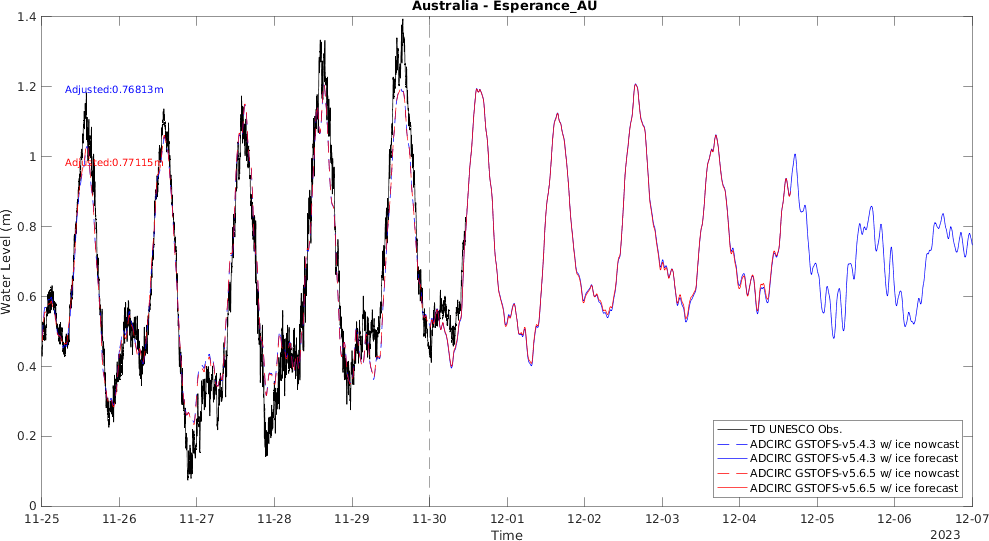 Australia - Esperance_AU
1.4
1.2
1
0.8
0.6
0.4
0.2
0
Water Level (m)
Adjusted:0.76813m
Adjusted:0.77115m
TD UNESCO Obs.
ADCIRC GSTOFS-v5.4.3 w/ ice nowcast
ADCIRC GSTOFS-v5.4.3 w/ ice forecast
ADCIRC GSTOFS-v5.6.5 w/ ice nowcast
ADCIRC GSTOFS-v5.6.5 w/ ice forecast
11-25 11-26 11-27 11-28 11-29 11-30 12-01 12-02 12-03 12-04 12-05 12-06 12-07
Time
2023